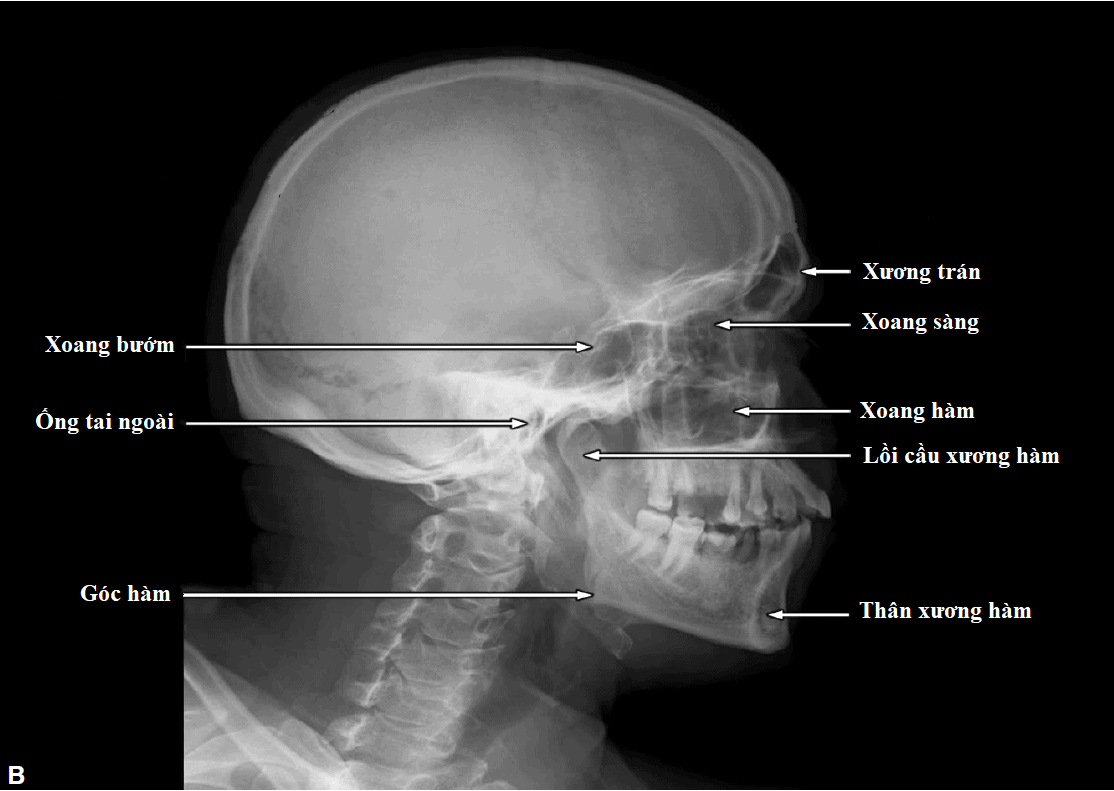 Xương trán
Xoang sàng
Xoang bướm
Xoang hàm
Ống tai ngoài
Lồi cầu xương hàm
Góc hàm
Thân xương hàm
B